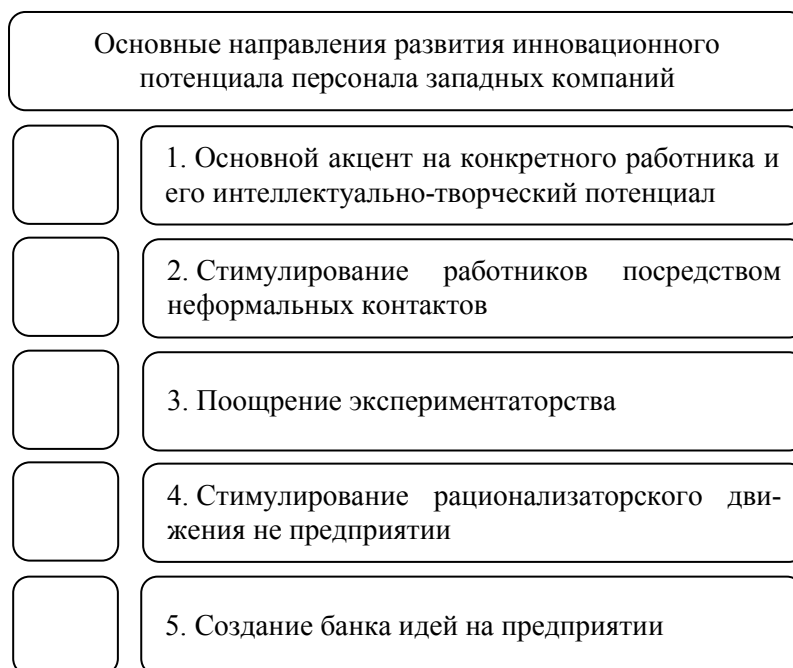 Основные направления развития инновационного
потенциала персонала западных компаний
1. Основной акцент на конкретного работника и
его интеллектуально-творческий потенциал
2. Стимулирование работников посредством
неформальных контактов
3. Поощрение экспериментаторства
4. Стимулирование рационализаторского дви-
жения не предприятии
5. Создание банка идей на предприятии